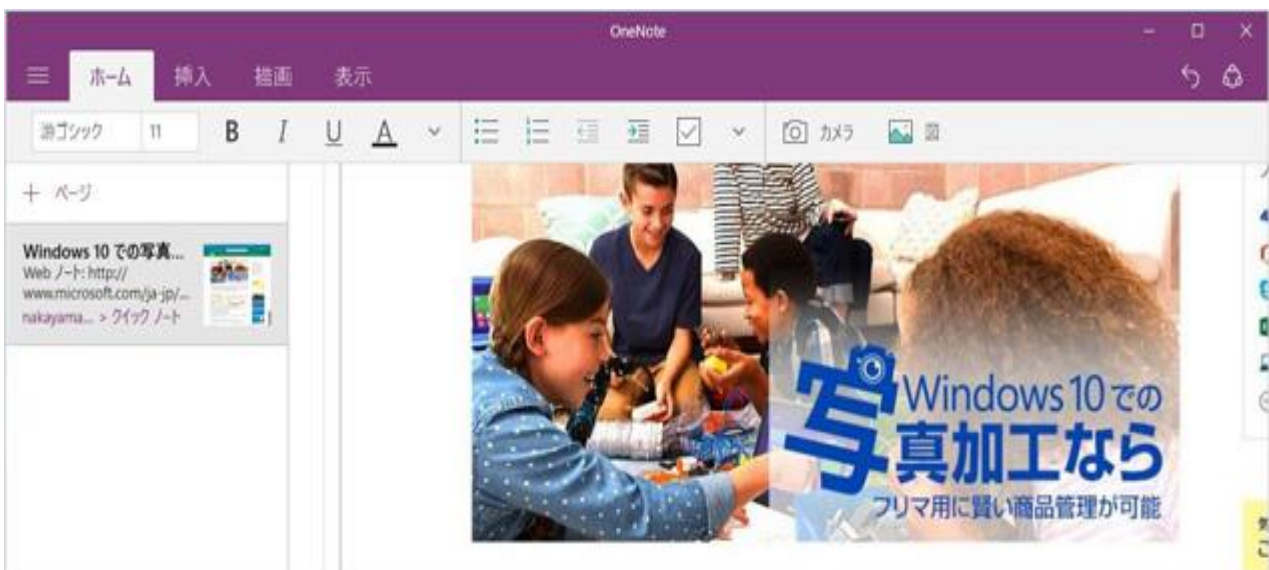 OneNote
ホーム 挿入 描画 表示
游ゴシック 11 B I U A カメラ 図
+ ページ
Windows 10 での写真...
Web ノート: http://
www.microsoft.com/ja-jp/...
nakayama... > クイック ノート
Windows 10 での
写真加工なら
フリマ用に賢い商品管理が可能